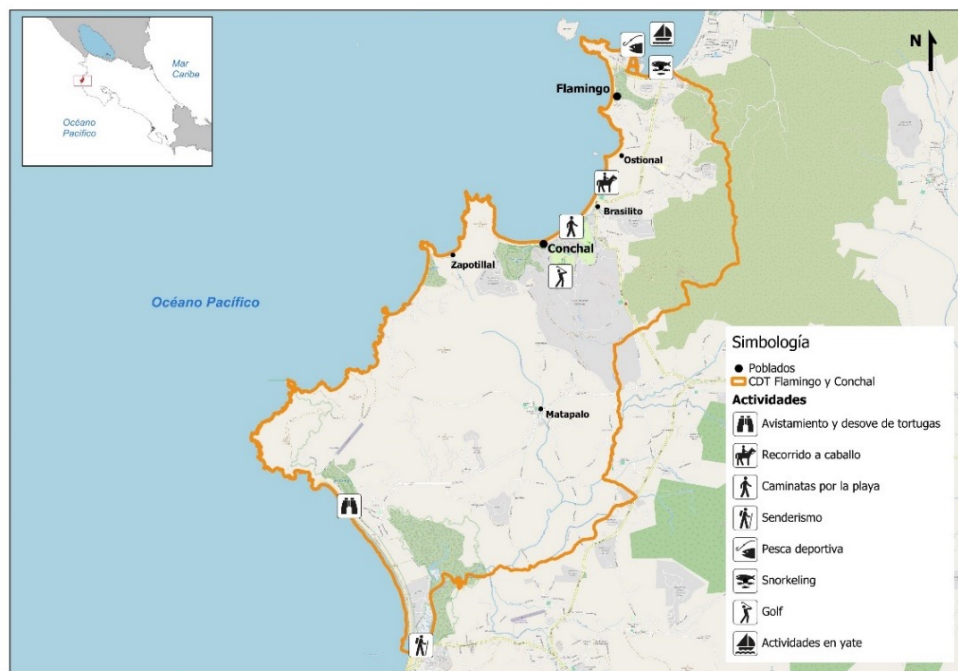 Mar
Caribe
Océano
Pacífico
N
Flamingo
Ostional
Brasilito
Conchal
Zapotillal
Océano Pacífico
Matapalo
Simbología
Poblados
CDT Flamingo y Conchal
Actividades
Avistamiento y desove de tortugas
Recorrido a caballo
Caminatas por la playa
Senderismo
Pesca deportiva
Snorkeling
Golf
Actividades en yate